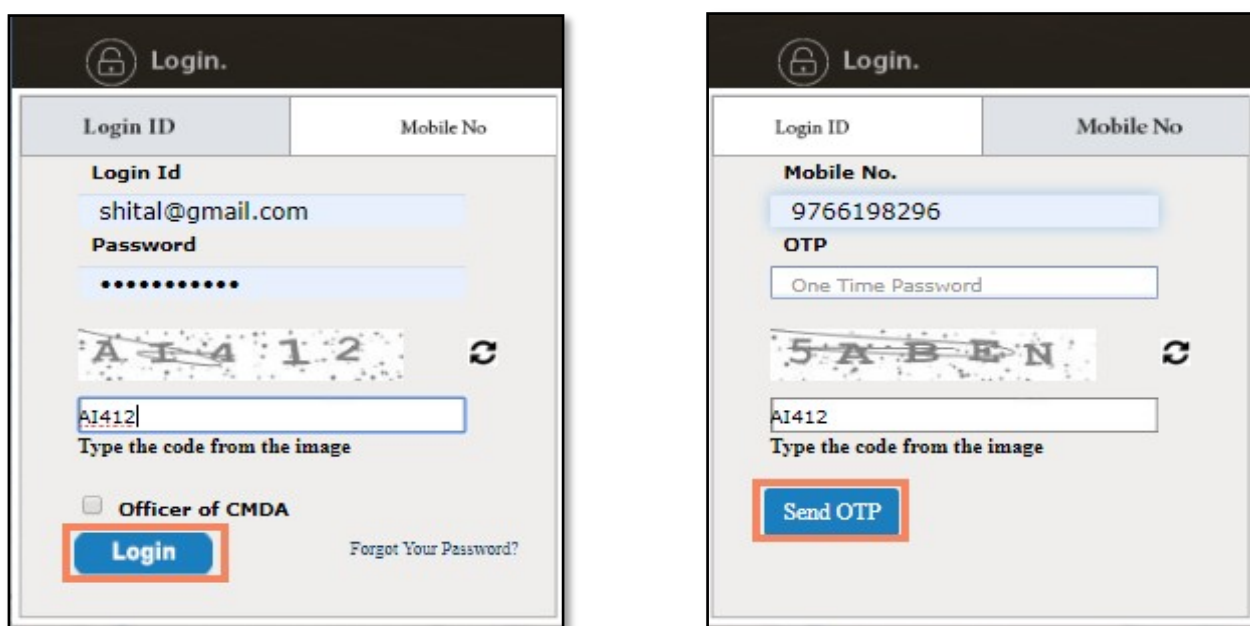 Login.
Login ID
Mobile No
Login Id
shital@gmail.com
Password
AI412
AI412
Type the code from the image
Officer of CMDA
Login
Forgot Your Password?
Login.
Login ID
Mobile No
Mobile No.
9766198296
OTP
One Time Password
5ABEN
AI412
Type the code from the image
Send OTP